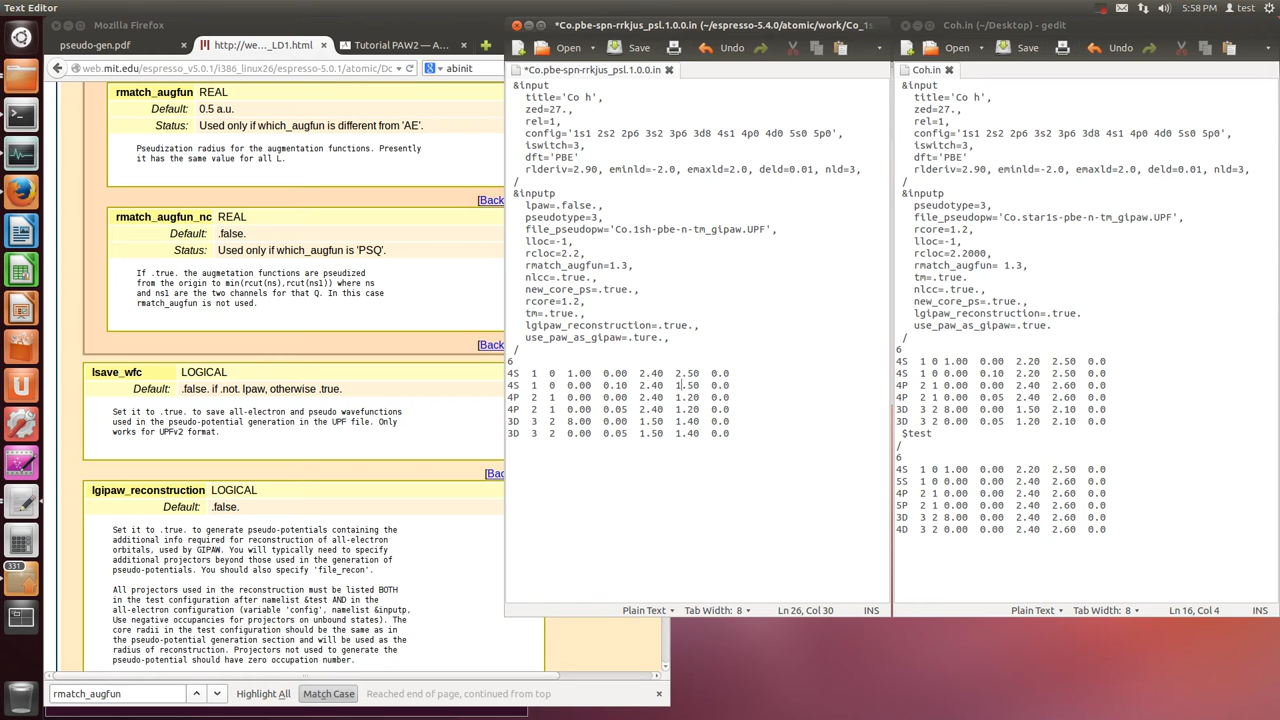 Text Editor
5:58 PM
test
Mozilla Firefox
pseudo-gen.pdf
http://we..._LD1.html
Tutorial PAW2 — A...
web.mit.edu/espresso_v5.0.1/i386_linux26/espresso-5.0.1/atomic/Dc
abinit
rmatch_augfun REAL
Default: 0.5 a.u.
Status: Used only if which_augfun is different from 'AE'.
Pseudization radius for the augmentation functions. Presently
it has the same value for all L.
[Back
rmatch_augfun_nc REAL
Default: .false.
Status: Used only if which_augfun is 'PSQ'.
If .true. the augmetation functions are pseudized
from the origin to min(rcut(ns),rcut(ns1)) where ns
and ns1 are the two channels for that Q. In this case
rmatch_augfun is not used.
[Back
lsave_wfc LOGICAL
Default: .false. if .not. lpaw, otherwise .true.
Set it to .true. to save all-electron and pseudo wavefunctions
used in the pseudo-potential generation in the UPF file. Only
works for UPFv2 format.
[Bac
lgipaw_reconstruction LOGICAL
Default: .false.
Set it to .true. to generate pseudo-potentials containing the
additional info required for reconstruction of all-electron
orbitals, used by GIPAW. You will typically need to specify
additional projectors beyond those used in the generation of
pseudo-potentials. You should also specify 'file_recon'.
All projectors used in the reconstruction must be listed BOTH
in the test configuration after namelist &test AND in the
all-electron configuration (variable 'config', namelist &inputp.
Use negative occupancies for projectors on unbound states). The
core radii in the test configuration should be the same as in
the pseudo-potential generation section and will be used as the
radius of reconstruction. Projectors not used to generate the
pseudo-potential should have zero occupation number.
rmatch_augfun
Highlight All
Match Case
Reached end of page, continued from top
331
*Co.pbe-spn-rrkjus_psl.1.0.0.in (~/espresso-5.4.0/atomic/work/Co_1s
Open
Save
Undo
*Co.pbe-spn-rrkjus_psl.1.0.0.in
&input
title='Co h',
zed=27.,
rel=1,
config='1s1 2s2 2p6 3s2 3p6 3d8 4s1 4p0 4d0 5s0 5p0',
iswitch=3,
dft='PBE'
rlderiv=2.90, eminld=-2.0, emaxld=2.0, deld=0.01, nld=3,
/
&inputp
lpaw=.false.,
pseudotype=3,
file_pseudopw='Co.1sh-pbe-n-tm_gipaw.UPF',
lloc=-1,
rcloc=2.2,
rmatch_augfun=1.3,
nlcc=.true.,
new_core_ps=.true.,
rcore=1.2,
tm=.true.,
lgipaw_reconstruction=.true.,
use_paw_as_gipaw=.ture.,
/
6
4S 1 0 1.00 0.00 2.40 2.50 0.0
4S 1 0 0.00 0.10 2.40 1.50 0.0
4P 2 1 0.00 0.00 2.40 1.20 0.0
4P 2 1 0.00 0.05 2.40 1.20 0.0
3D 3 2 8.00 0.00 1.50 1.40 0.0
3D 3 2 0.00 0.05 1.50 1.40 0.0
Plain Text
Tab Width: 8
Ln 26, Col 30
INS
Coh.in (~/Desktop) - gedit
Open
Save
Undo
Coh.in
&input
title='Co h',
zed=27.,
rel=1,
config='1s1 2s2 2p6 3s2 3p6 3d8 4s1 4p0 4d0 5s0 5p0',
iswitch=3,
dft='PBE'
rlderiv=2.90, eminld=-2.0, emaxld=2.0, deld=0.01, nld=3,
/
&inputp
pseudotype=3,
file_pseudopw='Co.star1s-pbe-n-tm_gipaw.UPF',
rcore=1.2,
lloc=-1,
rcloc=2.2000,
rmatch_augfun= 1.3,
tm=.true.
nlcc=.true.,
new_core_ps=.true.,
lgipaw_reconstruction=.true.
use_paw_as_gipaw=.true.
/
6
4S 1 0 1.00 0.00 2.20 2.50 0.0
4S 1 0 0.00 0.10 2.20 2.50 0.0
4P 2 1 0.00 0.00 2.40 2.60 0.0
4P 2 1 0.00 0.05 2.40 2.60 0.0
3D 3 2 8.00 0.00 1.50 2.10 0.0
3D 3 2 0.00 0.05 1.20 2.10 0.0
$test
/
6
4S 1 0 1.00 0.00 2.20 2.50 0.0
5S 1 0 0.00 0.00 2.40 2.60 0.0
4P 2 1 0.00 0.00 2.40 2.60 0.0
5P 2 1 0.00 0.00 2.40 2.60 0.0
3D 3 2 8.00 0.00 2.40 2.60 0.0
4D 3 2 0.00 0.00 2.40 2.60 0.0
Plain Text
Tab Width: 8
Ln 16, Col 4
INS